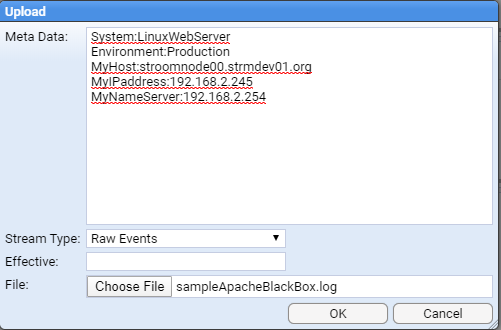 Upload
Meta Data:
System:LinuxWebServer
Environment:Production
MyHost:stroomnode00.strmdev01.org
MyIPaddress:192.168.2.245
MyNameServer:192.168.2.254
Stream Type: Raw Events
Effective:
File: Choose File sampleApacheBlackBox.log
OK Cancel